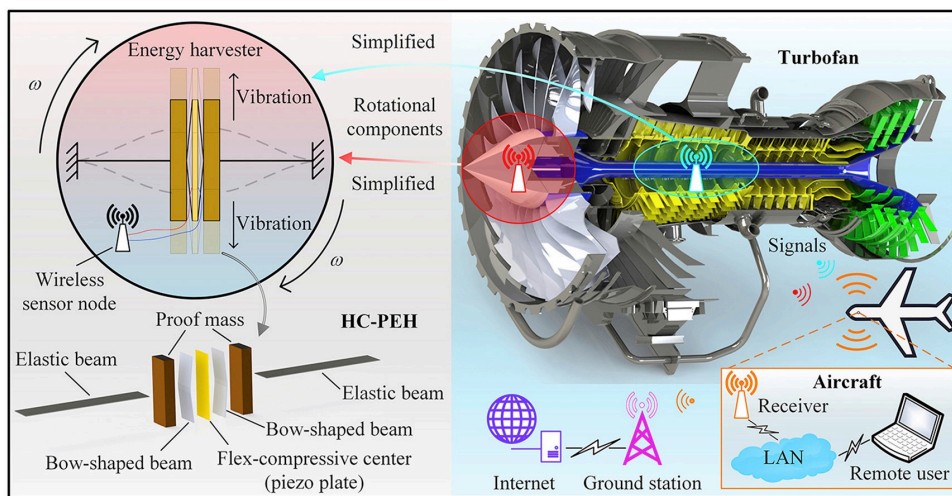 Energy harvester
ω
Vibration
Vibration
Wireless
sensor node
ω
Simplified
Rotational
components
Simplified
HC-PEH
Proof mass
Elastic beam
Elastic beam
Bow-shaped beam
Bow-shaped beam
Flex-compressive center
(piezo plate)
Turbofan
Signals
Aircraft
Receiver
LAN
Remote user
Internet
Ground station